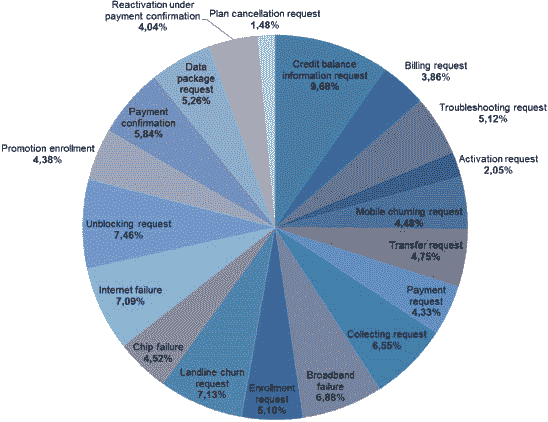 Reactivation under
payment confirmation
4,04%
Plan cancellation request
1,48%
Credit balance
information request
9,68%
Billing request
3,86%
Troubleshooting request
5,12%
Activation request
2,05%
Mobile churning request
4,48%
Transfer request
4,75%
Payment
request
4,33%
Collecting request
6,55%
Broadband
failure
6,88%
Enrollment
request
5,10%
Landline churn
request
7,13%
Chip failure
4,52%
Internet failure
7,09%
Unblocking request
7,46%
Promotion enrollment
4,38%
Payment
confirmation
5,84%
Data
package
request
5,26%